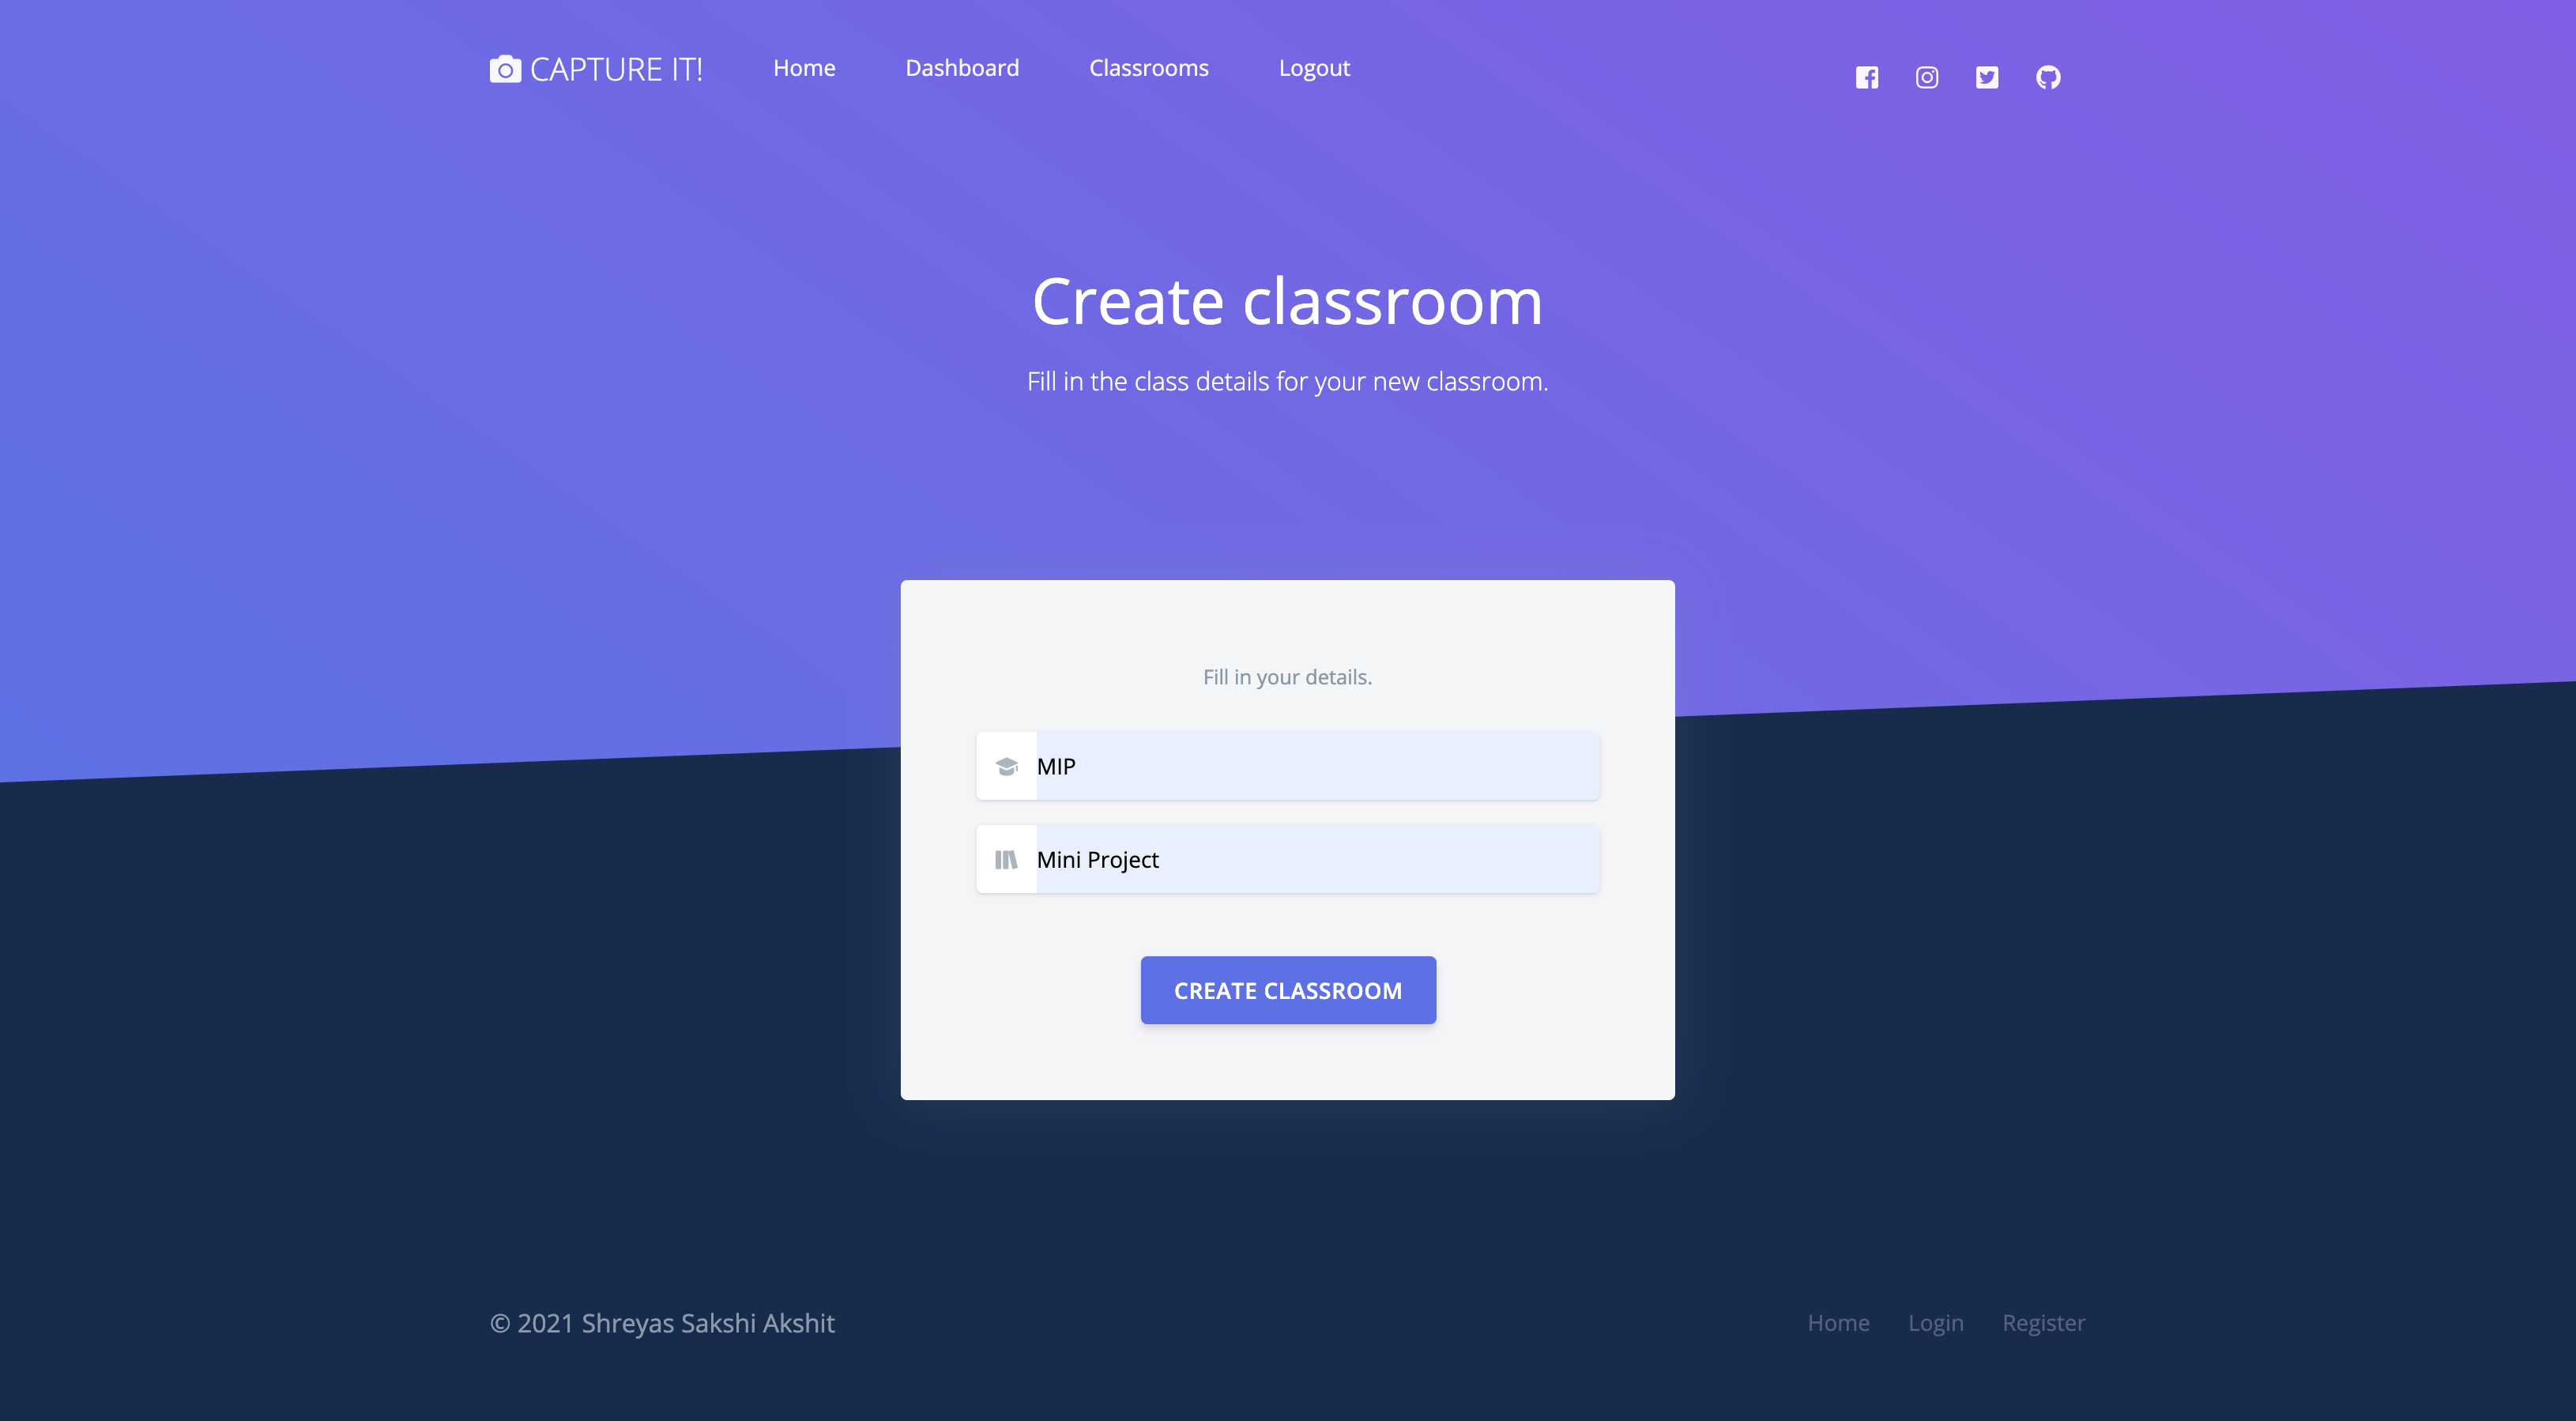 CAPTURE IT! Home Dashboard Classrooms Logout
Create classroom
Fill in the class details for your new classroom.
Fill in your details.
MIP
Mini Project
CREATE CLASSROOM
© 2021 Shreyas Sakshi Akshit Home Login Register